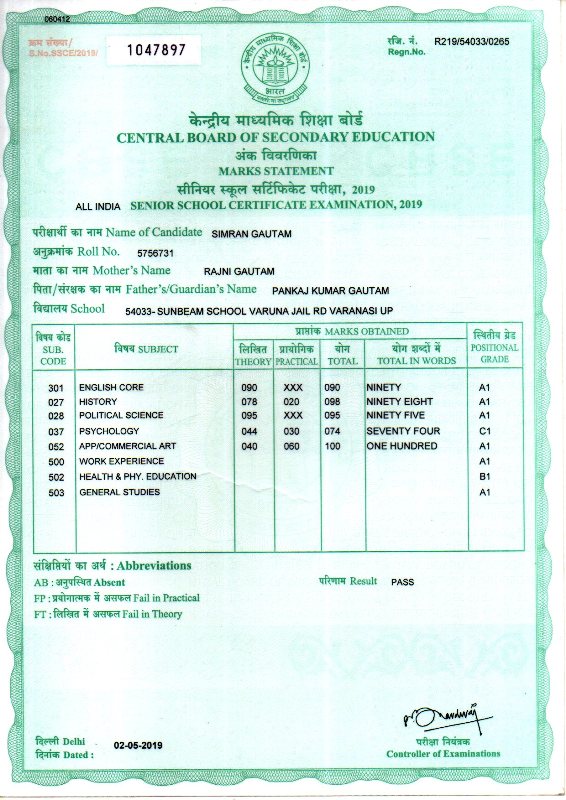 060412
क्रम संख्या/
S.No.SSCE/2019/
1047897
रजि. नं. R219/54033/0265
Regn.No.
केन्द्रीय माध्यमिक शिक्षा बोर्ड
भारत
केन्द्रीय माध्यमिक शिक्षा बोर्ड
CENTRAL BOARD OF SECONDARY EDUCATION
अंक विवरणिका
MARKS STATEMENT
सीनियर स्कूल सर्टिफिकेट परीक्षा, 2019
ALL INDIA SENIOR SCHOOL CERTIFICATE EXAMINATION, 2019
परीक्षार्थी का नाम Name of Candidate SIMRAN GAUTAM
अनुक्रमांक Roll No. 5756731
माता का नाम Mother's Name RAJNI GAUTAM
पिता/संरक्षक का नाम Father's/Guardian's Name PANKAJ KUMAR GAUTAM
विद्यालय School 54033- SUNBEAM SCHOOL VARUNA JAIL RD VARANASI UP
विषय कोड SUB. CODE विषय SUBJECT प्राप्तांक MARKS OBTAINED स्थितीय ग्रेड POSITIONAL GRADE
लिखित THEORY प्रायोगिक PRACTICAL योग TOTAL योग शब्दों में TOTAL IN WORDS
301 ENGLISH CORE 090 XXX 090 NINETY A1
027 HISTORY 078 020 098 NINETY EIGHT A1
028 POLITICAL SCIENCE 095 XXX 095 NINETY FIVE A1
037 PSYCHOLOGY 044 030 074 SEVENTY FOUR C1
052 APP/COMMERCIAL ART 040 060 100 ONE HUNDRED A1
500 WORK EXPERIENCE A1
502 HEALTH & PHY. EDUCATION B1
503 GENERAL STUDIES A1
संक्षिप्तियों का अर्थ : Abbreviations
AB : अनुपस्थित Absent परिणाम Result PASS
FP : प्रयोगात्मक में असफल Fail in Practical
FT : लिखित में असफल Fail in Theory
दिल्ली Delhi
दिनांक Dated : 02-05-2019
परीक्षा नियंत्रक
Controller of Examinations